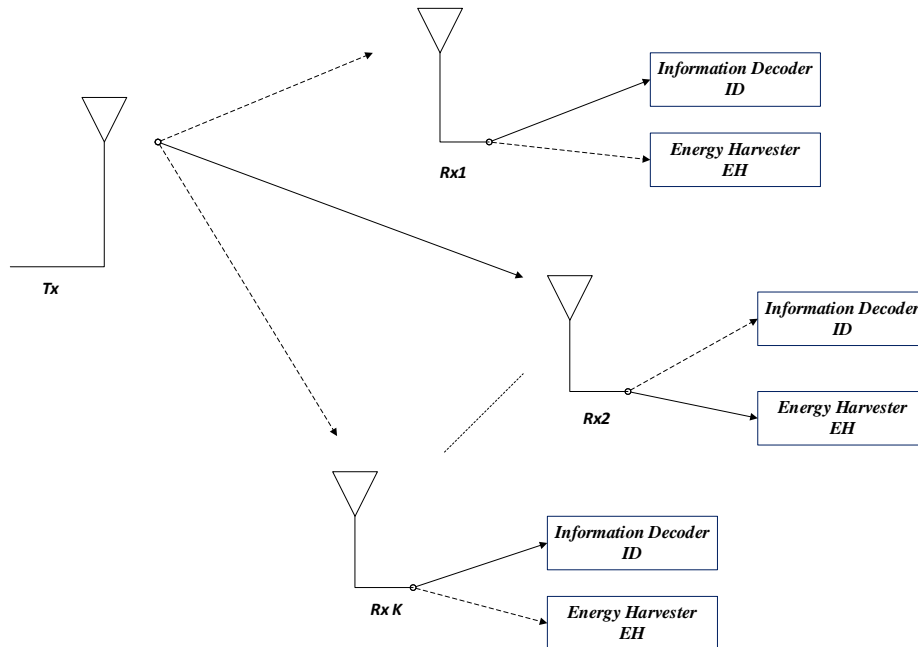 Information Decoder
ID
Energy Harvester
EH
Rx1
Tx
Information Decoder
ID
Energy Harvester
EH
Rx2
Information Decoder
ID
Energy Harvester
EH
Rx K